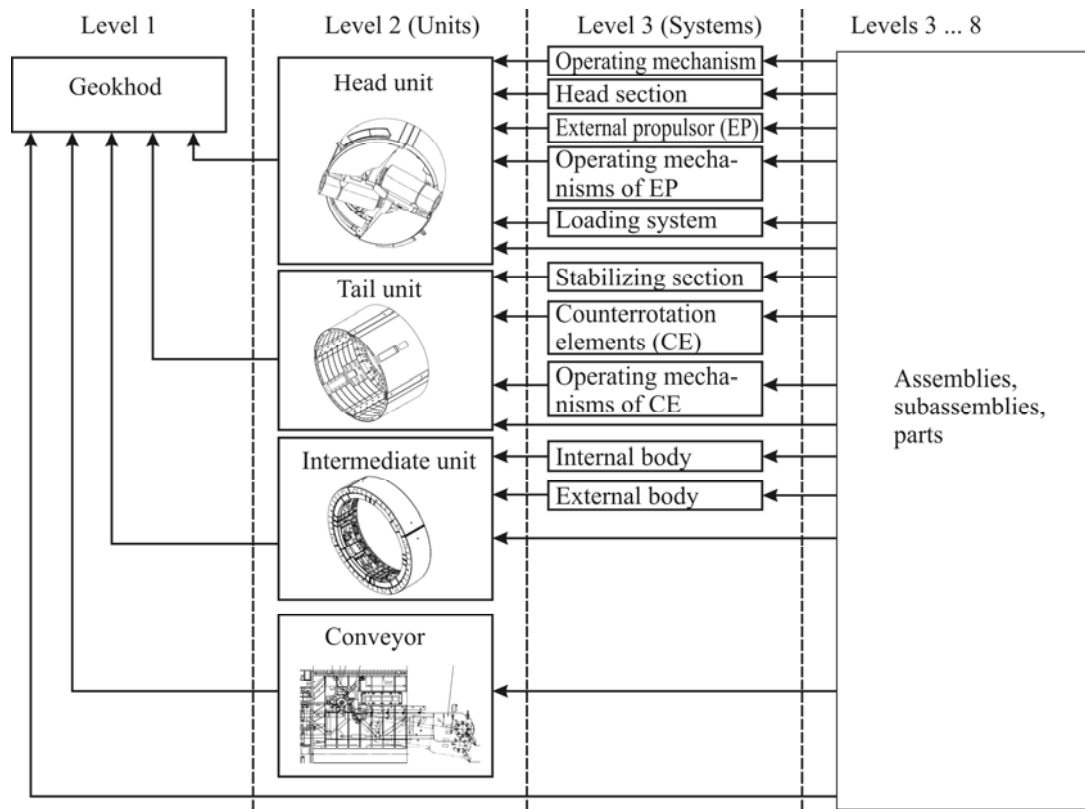 Level 1
Level 2 (Units)
Level 3 (Systems)
Levels 3 ... 8
Geokhod
Head unit
Operating mechanism
Head section
External propulsor (EP)
Operating mecha-
nisms of EP
Loading system
Tail unit
Stabilizing section
Counterrotation
elements (CE)
Operating mecha-
nisms of CE
Intermediate unit
Internal body
External body
Conveyor
Assemblies,
subassemblies,
parts